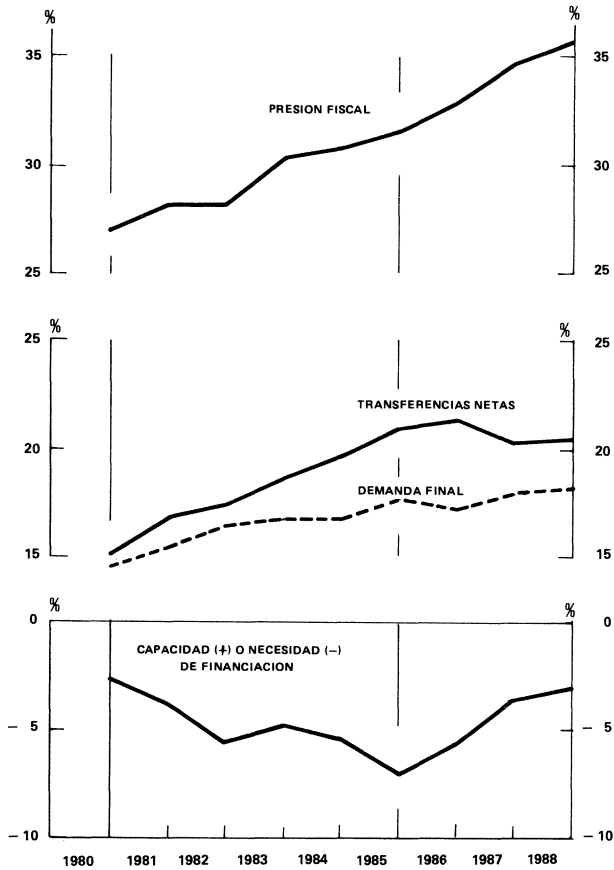 % %
35 35
PRESION FISCAL
30 30
25 25
% %
25 25
TRANSFERENCIAS NETAS
20 20
DEMANDA FINAL
15 15
% %
0 0
CAPACIDAD (+) O NECESIDAD (−)
DE FINANCIACION
− 5 − 5
− 10 − 10
1980 1981 1982 1983 1984 1985 1986 1987 1988